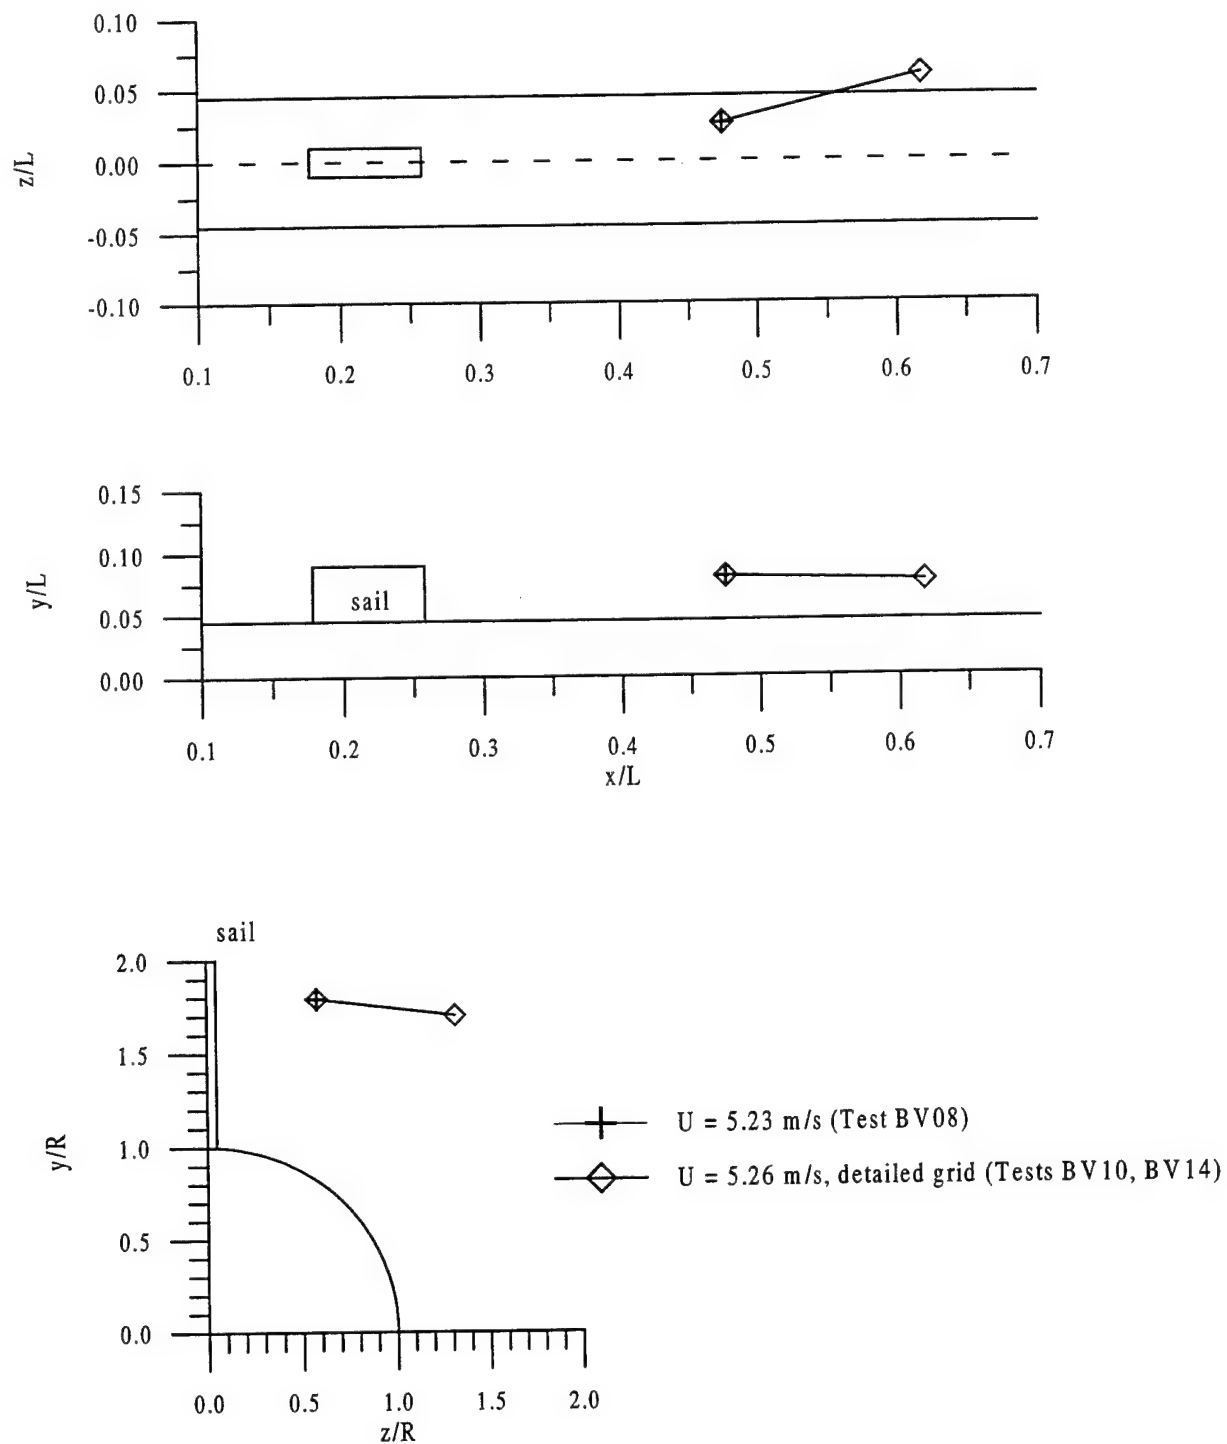 0.10
0.05
0.00
-0.05
-0.10
z/L
0.1 0.2 0.3 0.4 0.5 0.6 0.7
0.15
0.10
0.05
0.00
y/L
sail
0.1 0.2 0.3 0.4 0.5 0.6 0.7
x/L
sail
2.0
1.5
1.0
0.5
0.0
y/R
0.0 0.5 1.0 1.5 2.0
z/R
U = 5.23 m/s (Test BV08)
U = 5.26 m/s, detailed grid (Tests BV10, BV14)